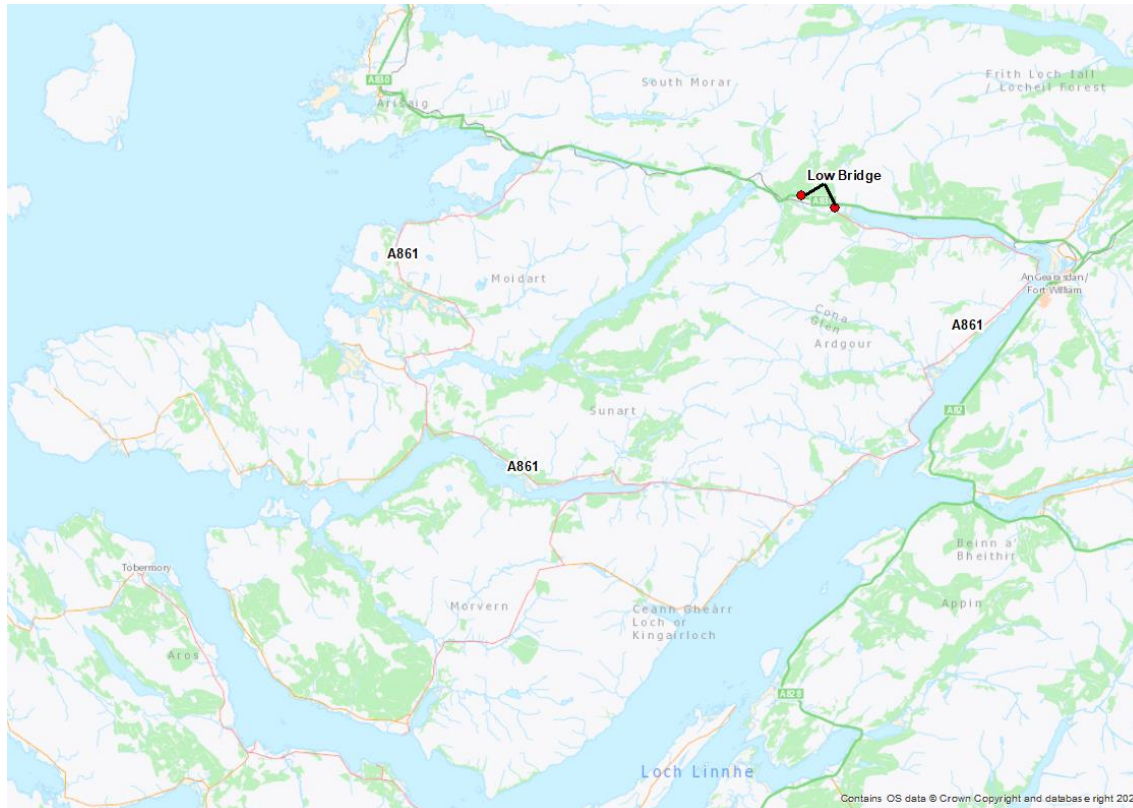 A830
Arisaig
South Morar
Frith Loch Iall
/ Locheil Forest
Low Bridge
A861
Moidart
An Gearasdan /
Fort William
Cona
Glen
Ardgour
A861
Sunart
A82
A861
Beinn a'
Bheithir
Tobermory
Morvern
Ceann Gheàrr
Loch or
Kingairloch
Appin
Aros
A828
Loch Linnhe
Contains OS data © Crown Copyright and database right 202